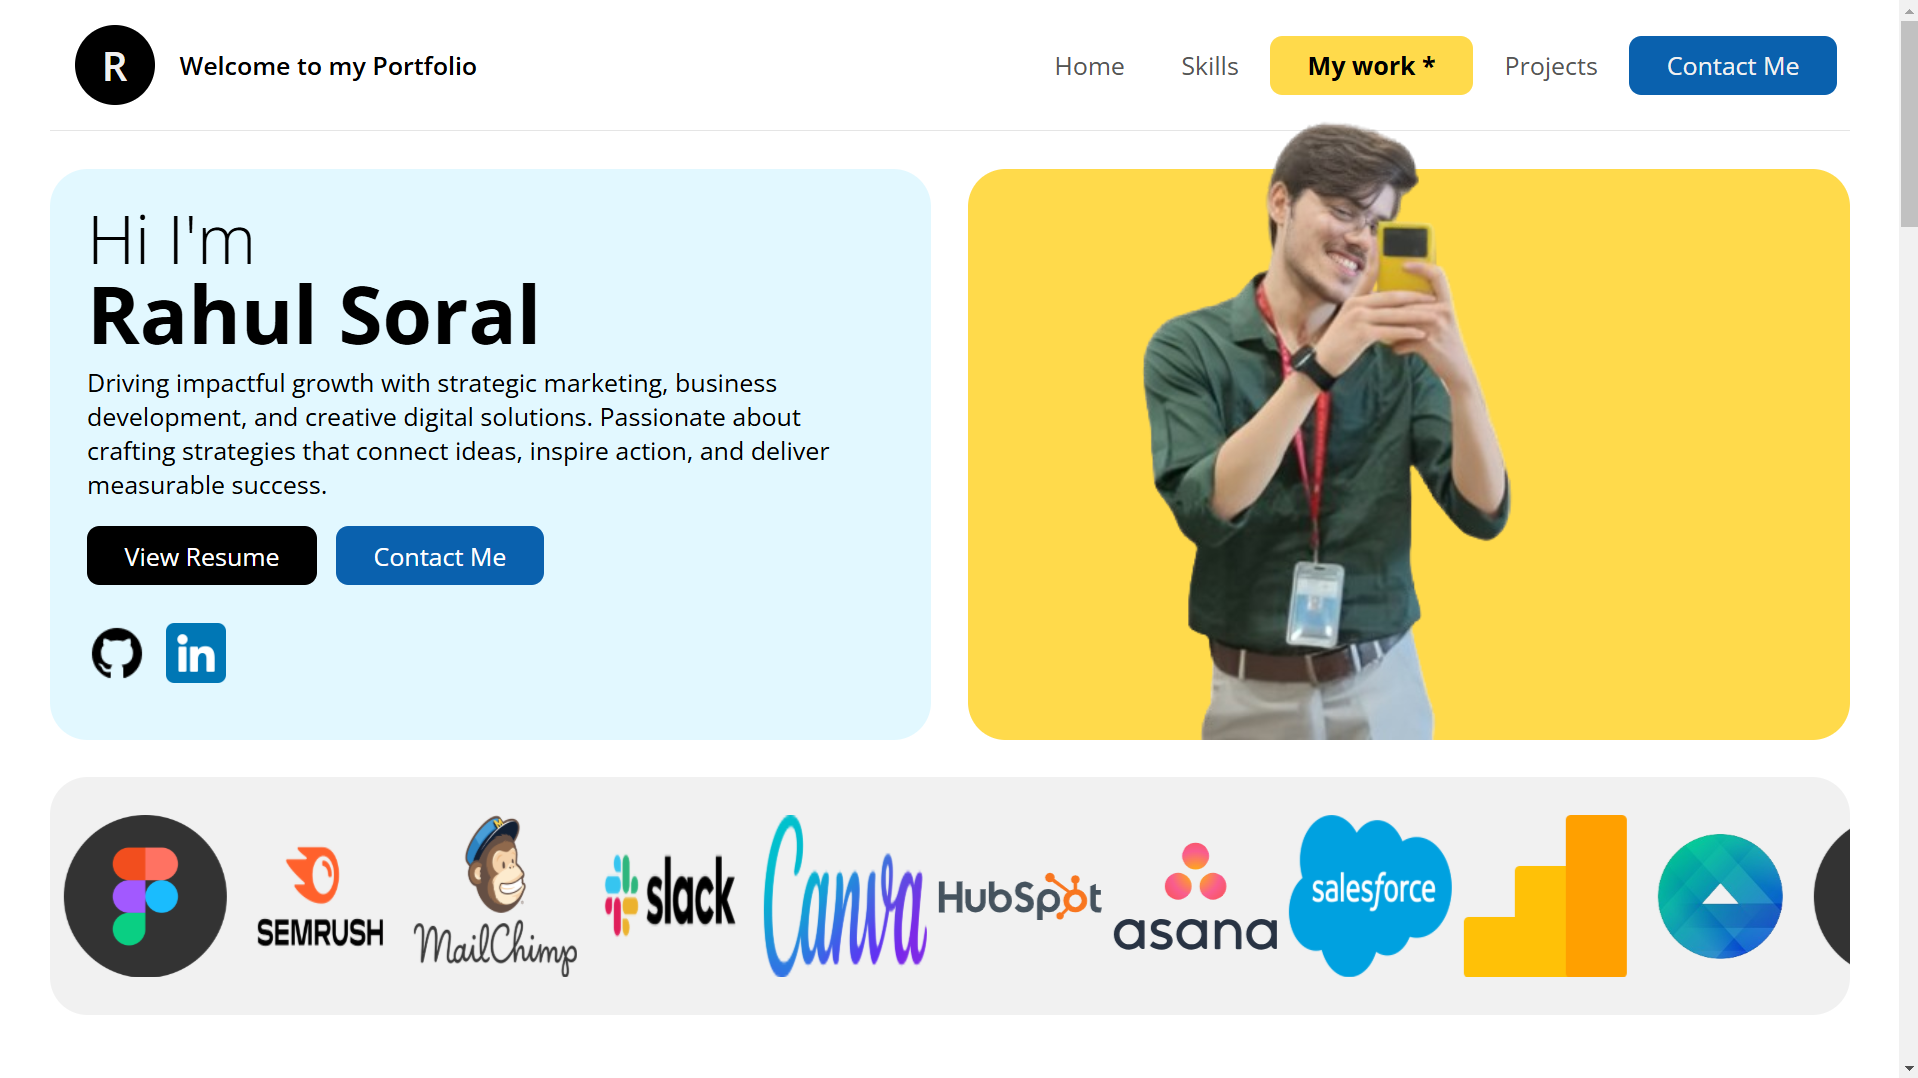 R
Welcome to my Portfolio
Home
Skills
My work *
Projects
Contact Me
Hi I'm
Rahul Soral
Driving impactful growth with strategic marketing, business
development, and creative digital solutions. Passionate about
crafting strategies that connect ideas, inspire action, and deliver
measurable success.
View Resume
Contact Me
in
SEMRUSH
MailChimp
slack
Canva
HubSpot
asana
salesforce